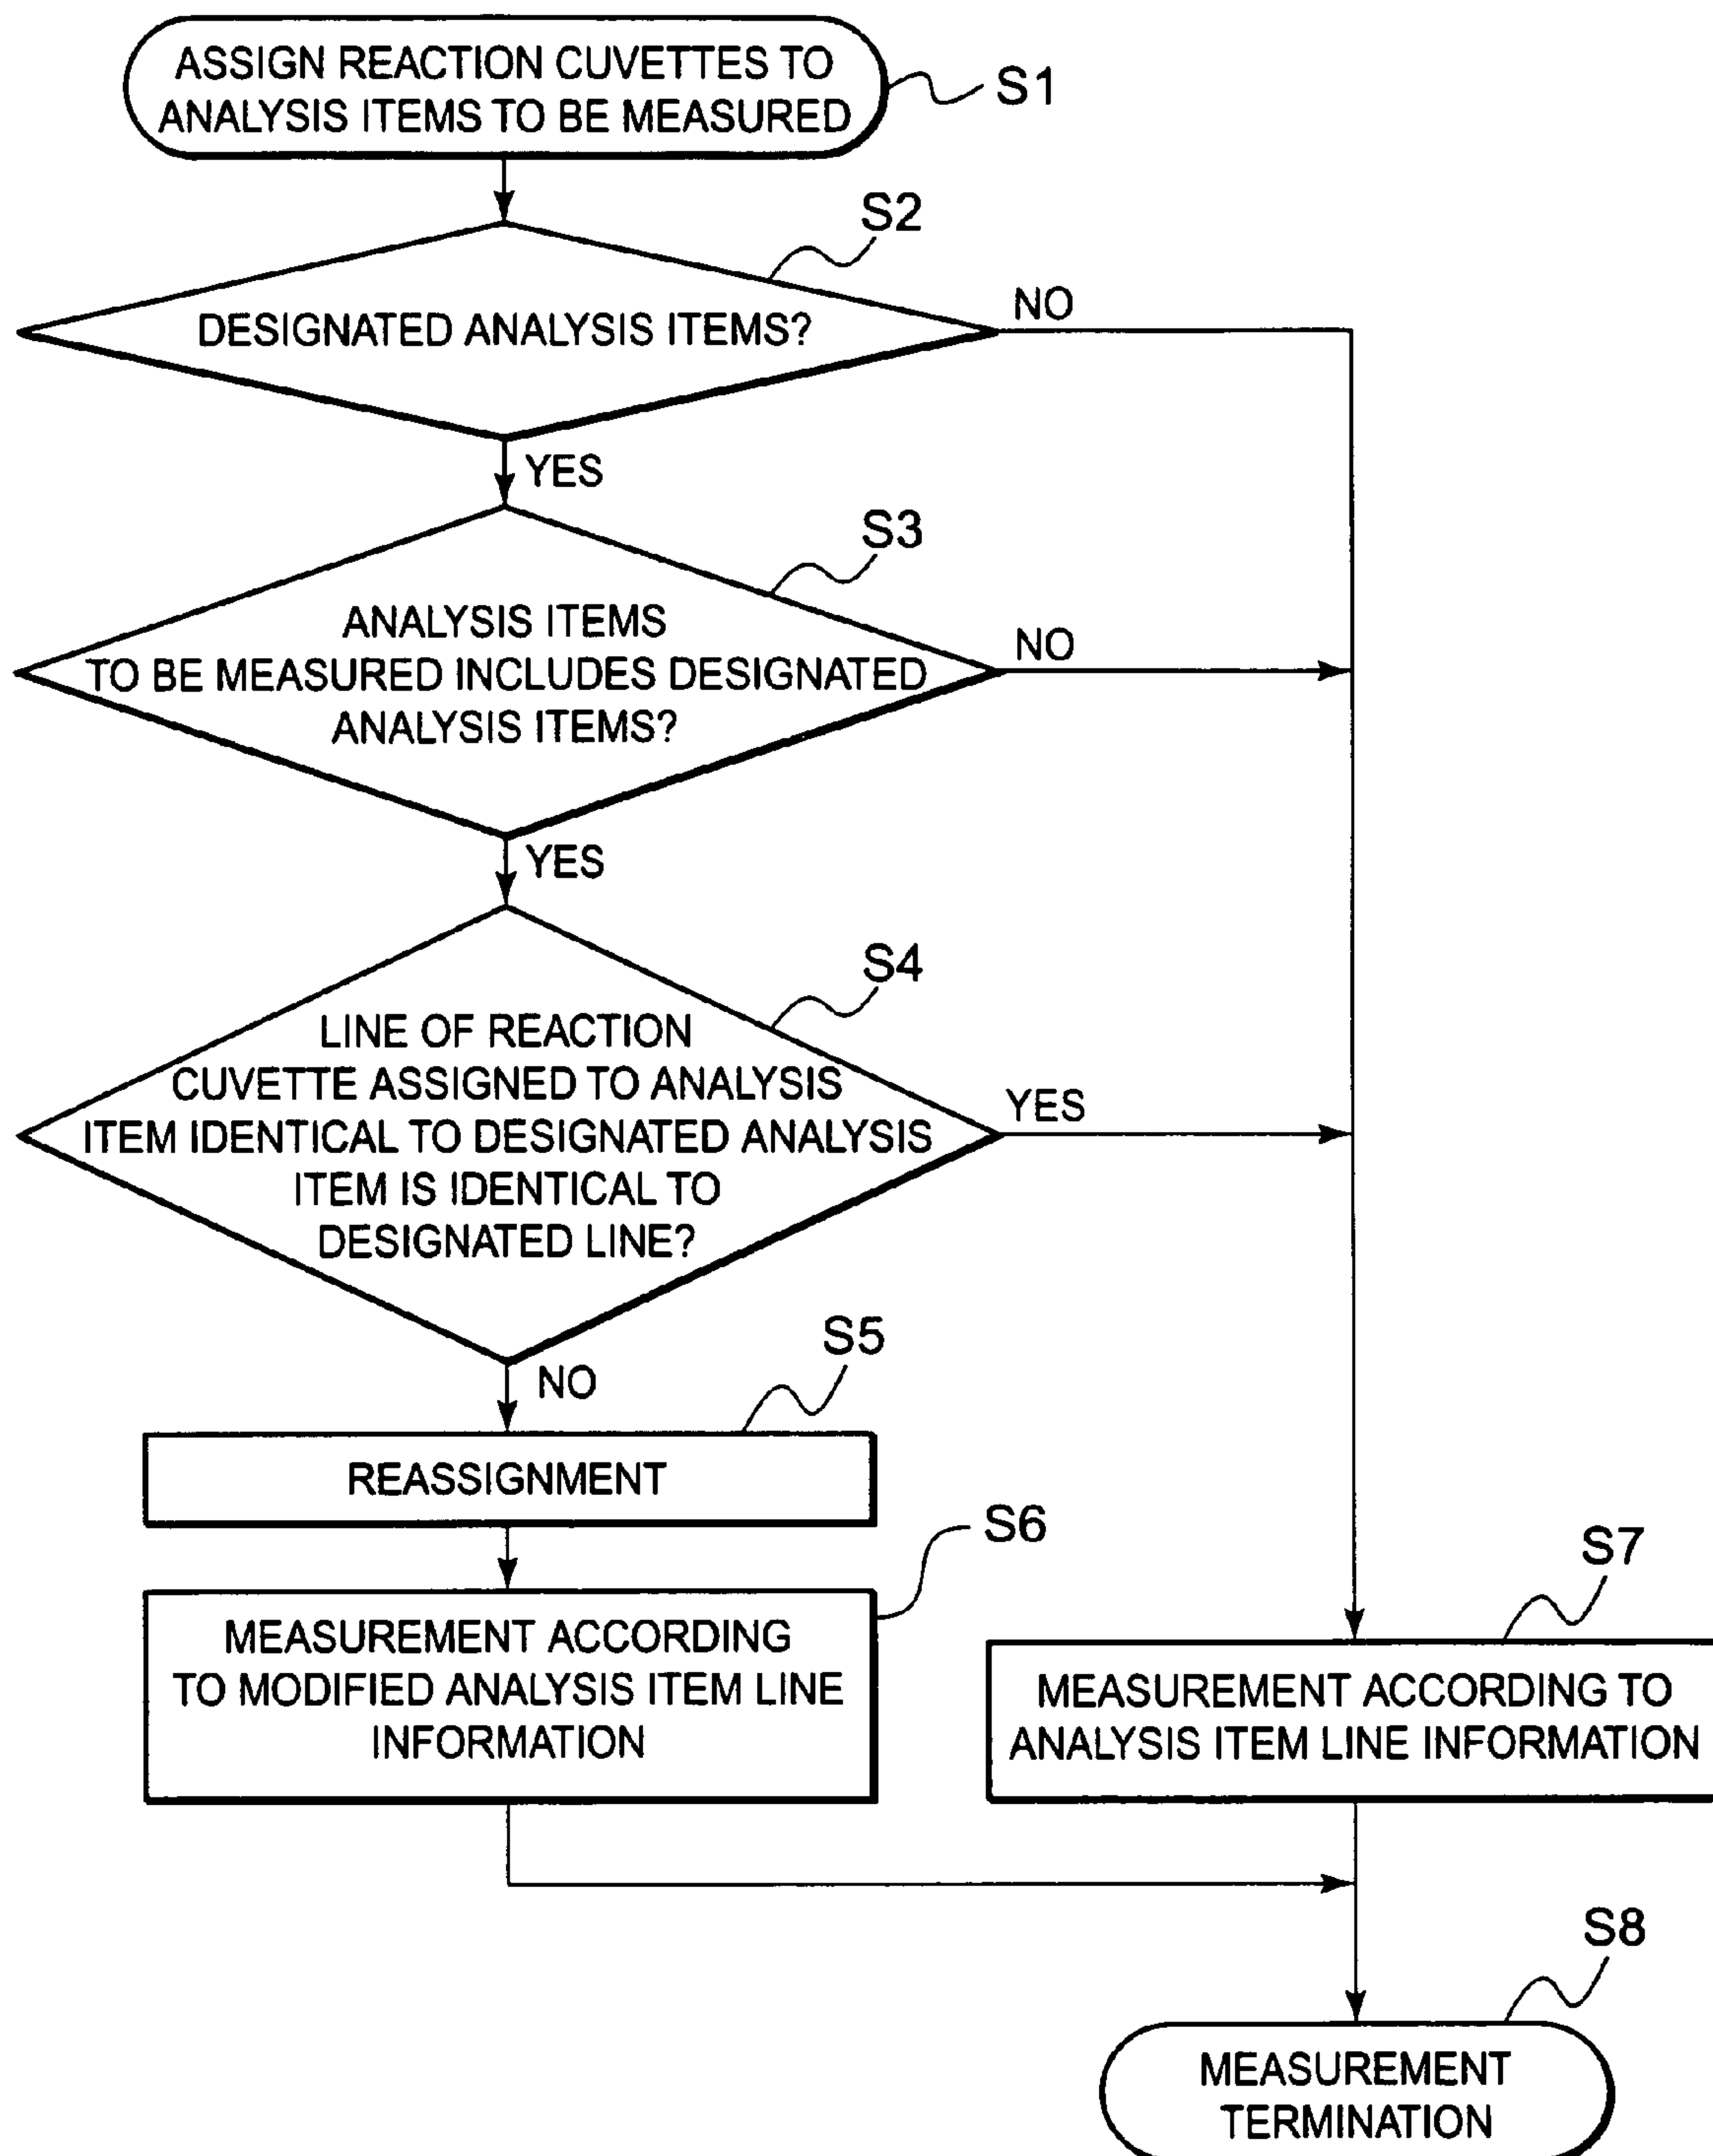 ASSIGN REACTION CUVETTES TO
ANALYSIS ITEMS TO BE MEASURED
S1
S2
DESIGNATED ANALYSIS ITEMS?
NO
YES
S3
ANALYSIS ITEMS
TO BE MEASURED INCLUDES DESIGNATED
ANALYSIS ITEMS?
NO
YES
S4
LINE OF REACTION
CUVETTE ASSIGNED TO ANALYSIS
ITEM IDENTICAL TO DESIGNATED ANALYSIS
ITEM IS IDENTICAL TO
DESIGNATED LINE?
YES
NO
S5
REASSIGNMENT
S6
MEASUREMENT ACCORDING
TO MODIFIED ANALYSIS ITEM LINE
INFORMATION
S7
MEASUREMENT ACCORDING TO
ANALYSIS ITEM LINE INFORMATION
S8
MEASUREMENT
TERMINATION